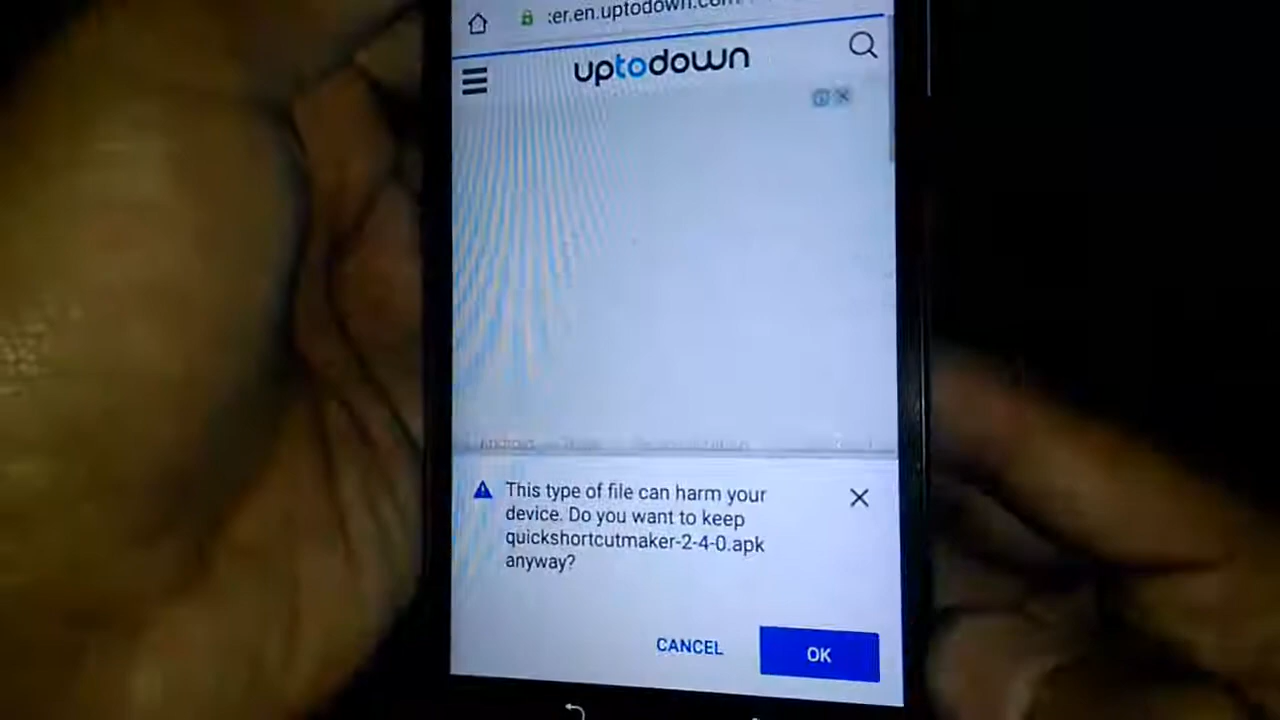 :er.en.uptodown.com
uptodown
This type of file can harm your
device. Do you want to keep
quickshortcutmaker-2-4-0.apk
anyway?
CANCEL
OK